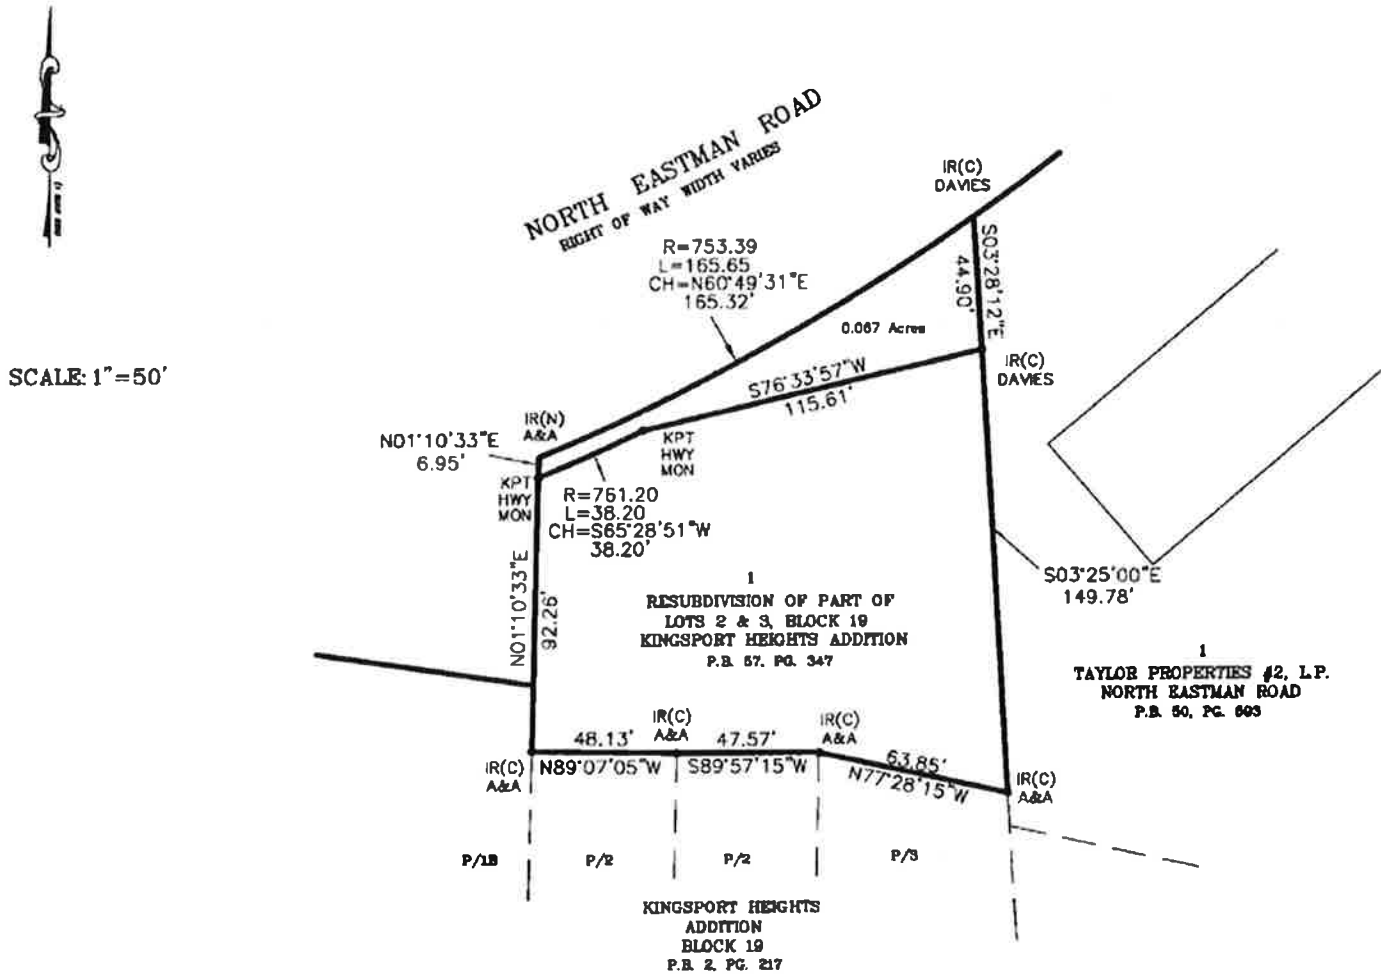 NORTH EASTMAN ROAD
RIGHT OF WAY WIDTH VARIES
IR(C)
DAVIES
R=753.39
L=165.65
CH=N60°49'31"E
165.32'
S03°28'12"E
44.90'
0.067 Acres
SCALE: 1"=50'
S76°33'57"W
115.61'
IR(C)
DAVIES
IR(N)
A&A
N01°10'33"E
6.95'
KPT
HWY
MON
KPT
HWY
MON
R=761.20
L=38.20
CH=S65°28'51"W
38.20'
N01°10'33"E
92.26'
S03°25'00"E
149.78'
1
RESUBDIVISION OF PART OF
LOTS 2 & 3, BLOCK 19
KINGSPORT HEIGHTS ADDITION
P.B. 57, PG. 347
1
TAYLOR PROPERTIES #2, L.P.
NORTH EASTMAN ROAD
P.B. 50, PG. 693
IR(C)
A&A
48.13'
N89°07'05"W
IR(C)
A&A
47.57'
S89°57'15"W
IR(C)
A&A
63.85'
N77°28'15"W
IR(C)
A&A
P/1B
P/2
P/2
P/3
KINGSPORT HEIGHTS
ADDITION
BLOCK 19
P.B. 2, PG. 217